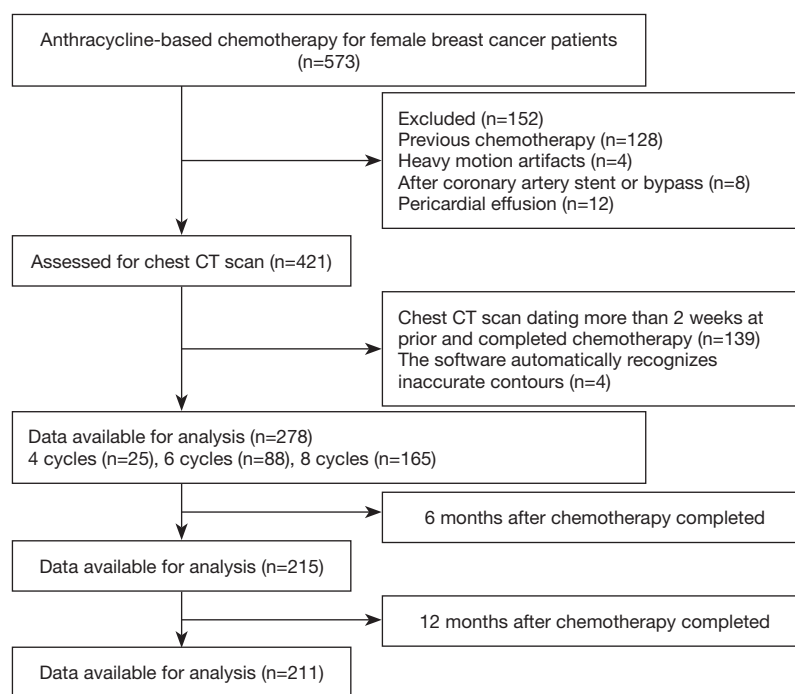 Anthracycline-based chemotherapy for female breast cancer patients
(n=573)
Excluded (n=152)
Previous chemotherapy (n=128)
Heavy motion artifacts (n=4)
After coronary artery stent or bypass (n=8)
Pericardial effusion (n=12)
Assessed for chest CT scan (n=421)
Chest CT scan dating more than 2 weeks at
prior and completed chemotherapy (n=139)
The software automatically recognizes
inaccurate contours (n=4)
Data available for analysis (n=278)
4 cycles (n=25), 6 cycles (n=88), 8 cycles (n=165)
6 months after chemotherapy completed
Data available for analysis (n=215)
12 months after chemotherapy completed
Data available for analysis (n=211)